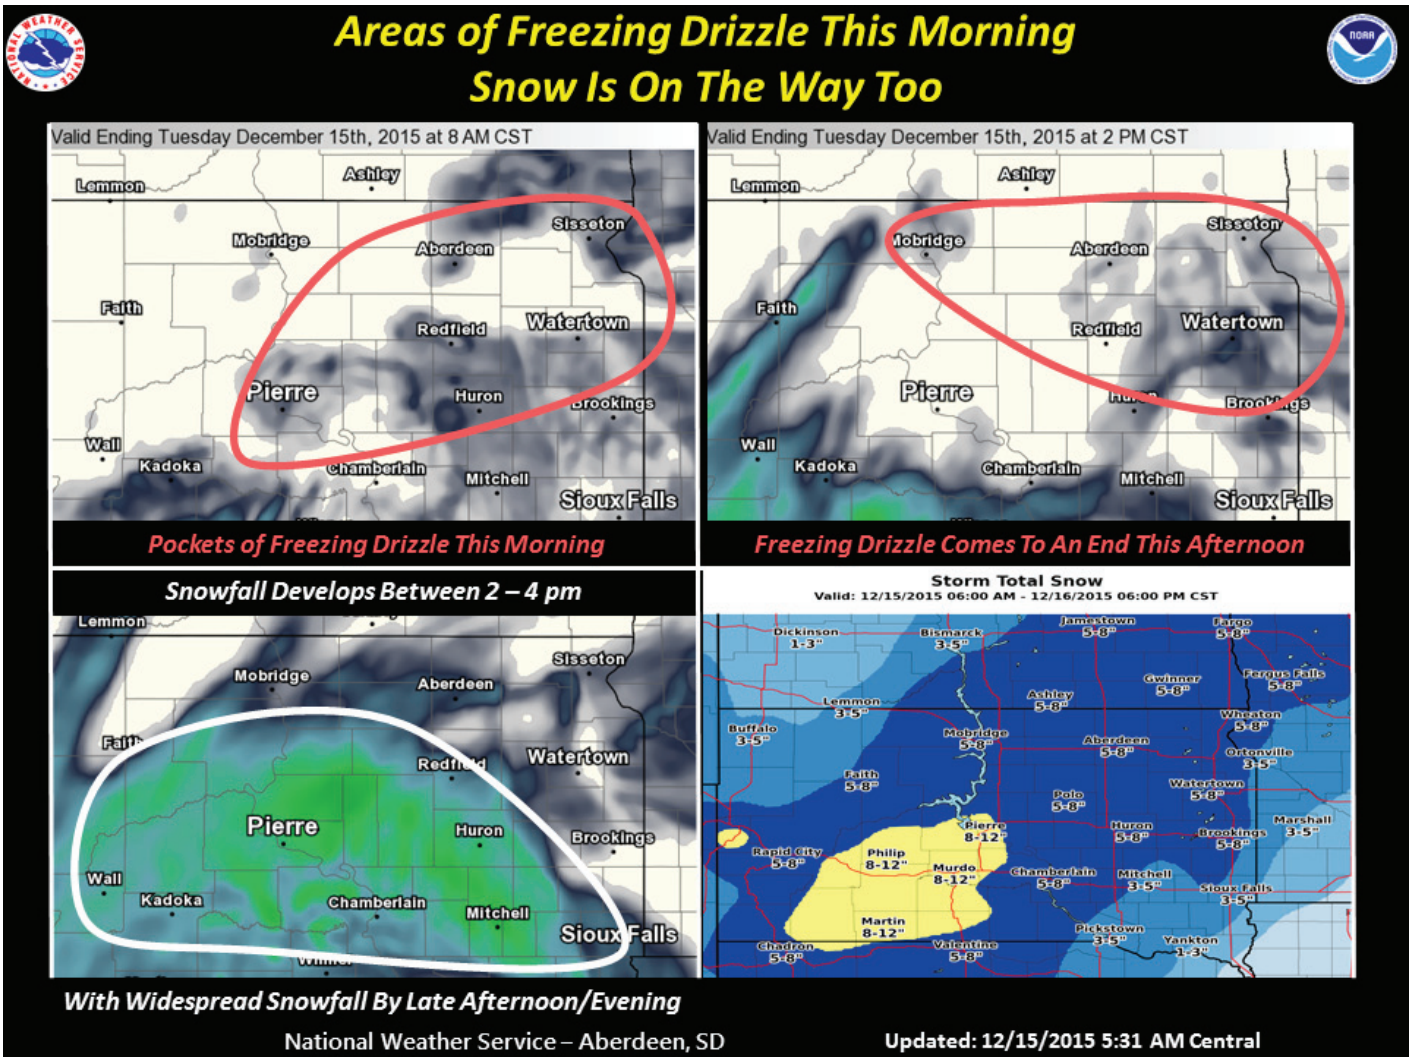 Areas of Freezing Drizzle This Morning
Snow Is On The Way Too
NATIONAL WEATHER SERVICE
NOAA
Valid Ending Tuesday December 15th, 2015 at 8 AM CST
Lemmon
Ashley
Sisseton
Mobridge
Aberdeen
Faith
Redfield
Watertown
Pierre
Huron
Brookings
Wall
Kadoka
Chamberlain
Mitchell
Sioux Falls
Pockets of Freezing Drizzle This Morning
Valid Ending Tuesday December 15th, 2015 at 2 PM CST
Lemmon
Ashley
Sisseton
Mobridge
Aberdeen
Faith
Redfield
Watertown
Pierre
Huron
Brookings
Wall
Kadoka
Chamberlain
Mitchell
Sioux Falls
Freezing Drizzle Comes To An End This Afternoon
Snowfall Develops Between 2 – 4 pm
Lemmon
Sisseton
Mobridge
Aberdeen
Faith
Redfield
Watertown
Pierre
Huron
Brookings
Wall
Kadoka
Chamberlain
Mitchell
Sioux Falls
With Widespread Snowfall By Late Afternoon/Evening
Storm Total Snow
Valid: 12/15/2015 06:00 AM - 12/16/2015 06:00 PM CST
Dickinson
1-3"
Bismarck
3-5"
Jamestown
5-8"
Fargo
5-8"
Lemmon
3-5"
Ashley
5-8"
Gwinner
5-8"
Fergus Falls
5-8"
Buffalo
3-5"
Mobridge
5-8"
Aberdeen
5-8"
Wheaton
5-8"
Ortonville
3-5"
Faith
5-8"
Polo
5-8"
Watertown
5-8"
Pierre
8-12"
Huron
5-8"
Brookings
5-8"
Marshall
3-5"
Rapid City
5-8"
Philip
8-12"
Murdo
8-12"
Chamberlain
5-8"
Mitchell
3-5"
Sioux Falls
3-5"
Martin
8-12"
Chadron
5-8"
Valentine
5-8"
Pickstown
3-5"
Yankton
1-3"
National Weather Service – Aberdeen, SD
Updated: 12/15/2015 5:31 AM Central